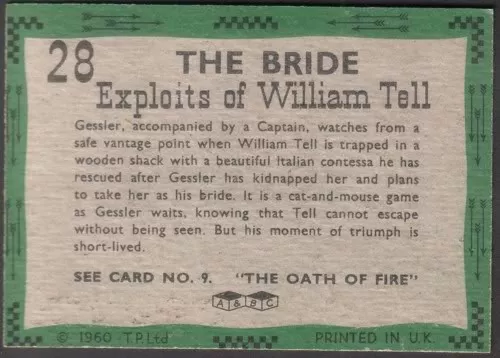 28
THE BRIDE
Exploits of William Tell
Gessler, accompanied by a Captain, watches from a
safe vantage point when William Tell is trapped in a
wooden shack with a beautiful Italian contessa he has
rescued after Gessler has kidnapped her and plans
to take her as his bride. It is a cat-and-mouse game
as Gessler waits, knowing that Tell cannot escape
without being seen. But his moment of triumph is
short-lived.
SEE CARD NO. 9. "THE OATH OF FIRE"
A & B C
© 1960 T.P.Ltd
PRINTED IN U.K.